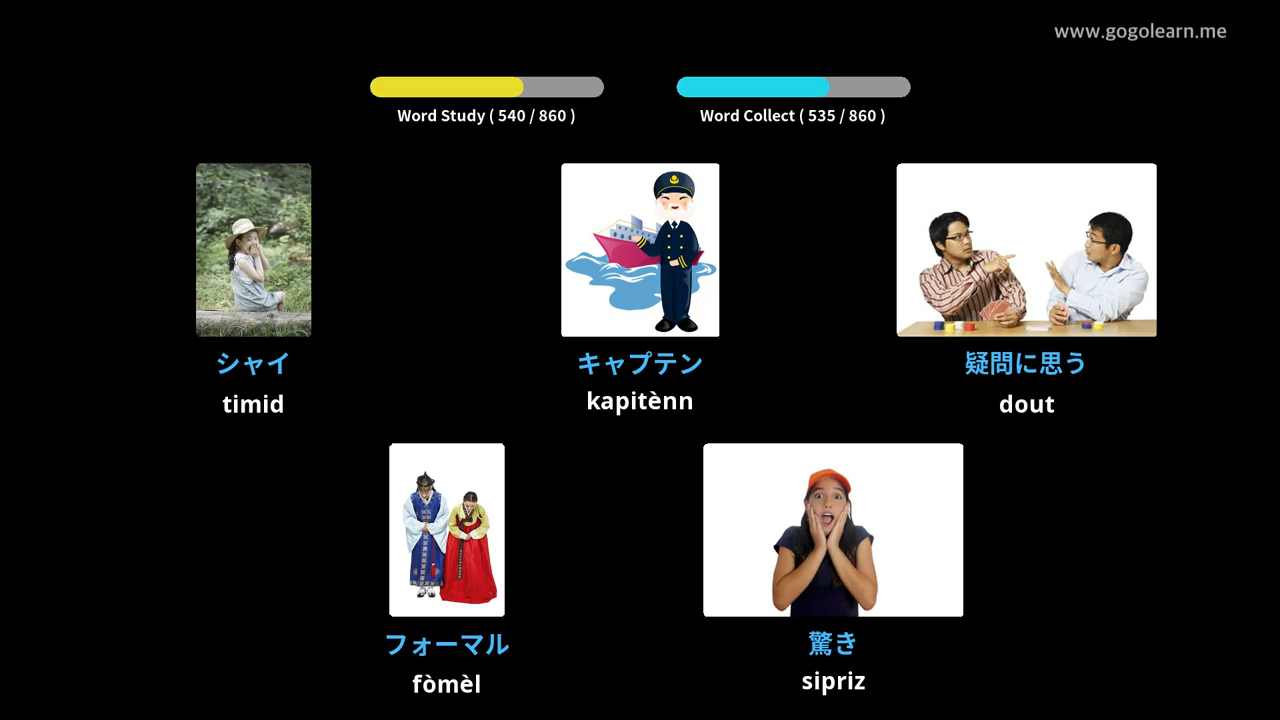 www.gogolearn.me
Word Study ( 540 / 860 )
Word Collect ( 535 / 860 )
シャイ
timid
キャプテン
kapitènn
疑問に思う
dout
フォーマル
fòmèl
驚き
sipriz